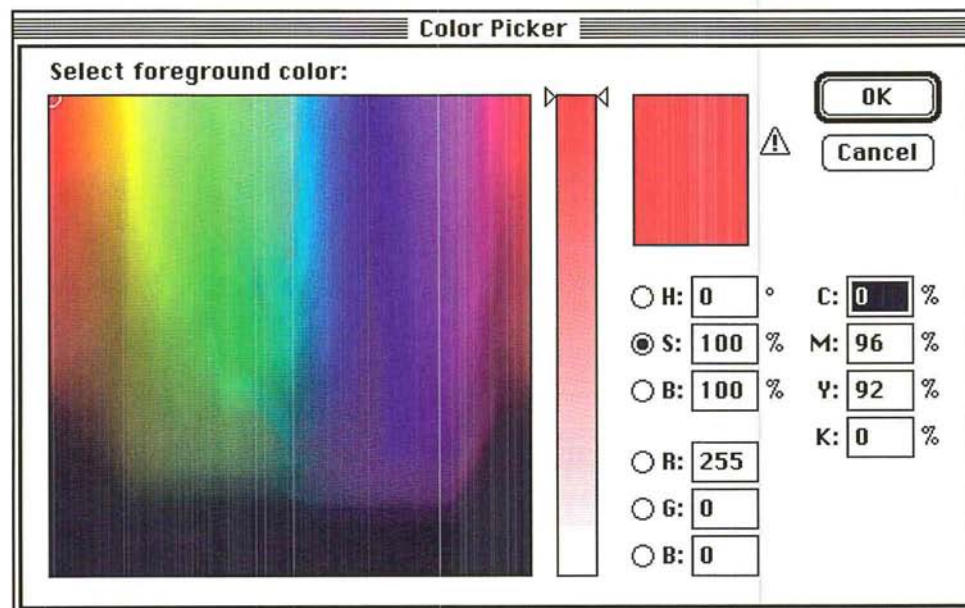 Color Picker
Select foreground color:
OK
Cancel
H: 0 °
S: 100 %
B: 100 %
R: 255
G: 0
B: 0
C: 0 %
M: 96 %
Y: 92 %
K: 0 %